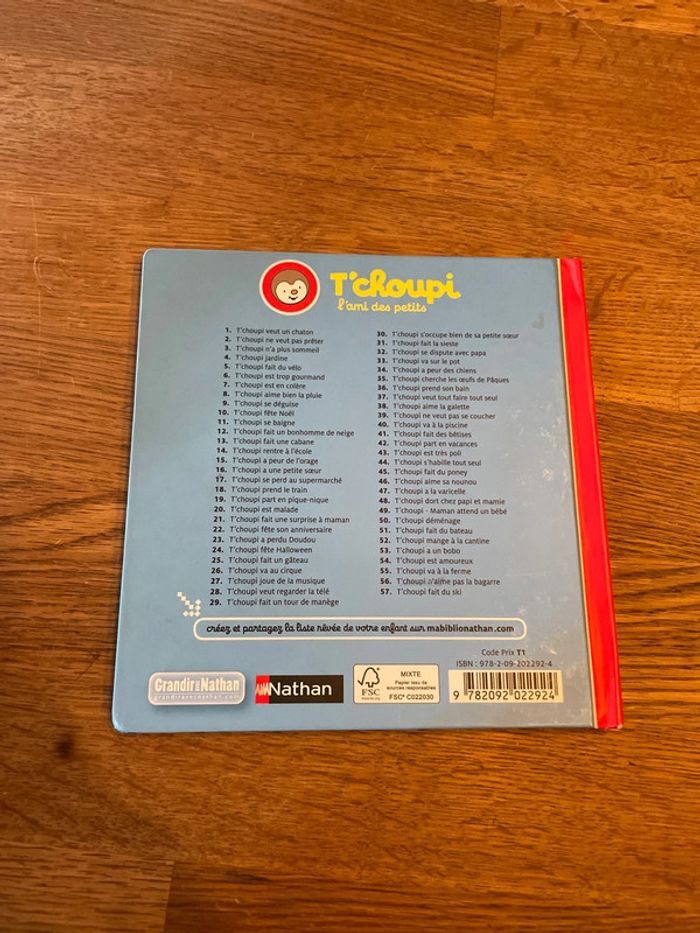 T'choupi
l'ami des petits
1. T'choupi veut un chaton
2. T'choupi ne veut pas prêter
3. T'choupi n'a plus sommeil
4. T'choupi jardine
5. T'choupi fait du vélo
6. T'choupi est trop gourmand
7. T'choupi est en colère
8. T'choupi aime bien la pluie
9. T'choupi se déguise
10. T'choupi fête Noël
11. T'choupi se baigne
12. T'choupi fait un bonhomme de neige
13. T'choupi fait une cabane
14. T'choupi rentre à l'école
15. T'choupi a peur de l'orage
16. T'choupi a une petite sœur
17. T'choupi se perd au supermarché
18. T'choupi prend le train
19. T'choupi part en pique-nique
20. T'choupi est malade
21. T'choupi fait une surprise à maman
22. T'choupi fête son anniversaire
23. T'choupi a perdu Doudou
24. T'choupi fête Halloween
25. T'choupi fait un gâteau
26. T'choupi va au cirque
27. T'choupi joue de la musique
28. T'choupi veut regarder la télé
29. T'choupi fait un tour de manège
30. T'choupi s'occupe bien de sa petite sœur
31. T'choupi fait la sieste
32. T'choupi se dispute avec papa
33. T'choupi va sur le pot
34. T'choupi a peur des chiens
35. T'choupi cherche les œufs de Pâques
36. T'choupi prend son bain
37. T'choupi veut tout faire tout seul
38. T'choupi aime la galette
39. T'choupi ne veut pas se coucher
40. T'choupi va à la piscine
41. T'choupi fait des bêtises
42. T'choupi part en vacances
43. T'choupi est très poli
44. T'choupi s'habille tout seul
45. T'choupi fait du poney
46. T'choupi aime sa nounou
47. T'choupi a la varicelle
48. T'choupi dort chez papi et mamie
49. T'choupi - Maman attend un bébé
50. T'choupi déménage
51. T'choupi fait du bateau
52. T'choupi mange à la cantine
53. T'choupi a un bobo
54. T'choupi est amoureux
55. T'choupi va à la ferme
56. T'choupi n'aime pas la bagarre
57. T'choupi fait du ski
créez et partagez la liste rêvée de votre enfant sur mabiblionathan.com
Code Prix T1
ISBN : 978-2-09-202292-4
Grandir avec Nathan
grandiravecnathan.com
Nathan
FSC
MIXTE
Papier issu de
sources responsables
FSC® C022030
9 782092 022924